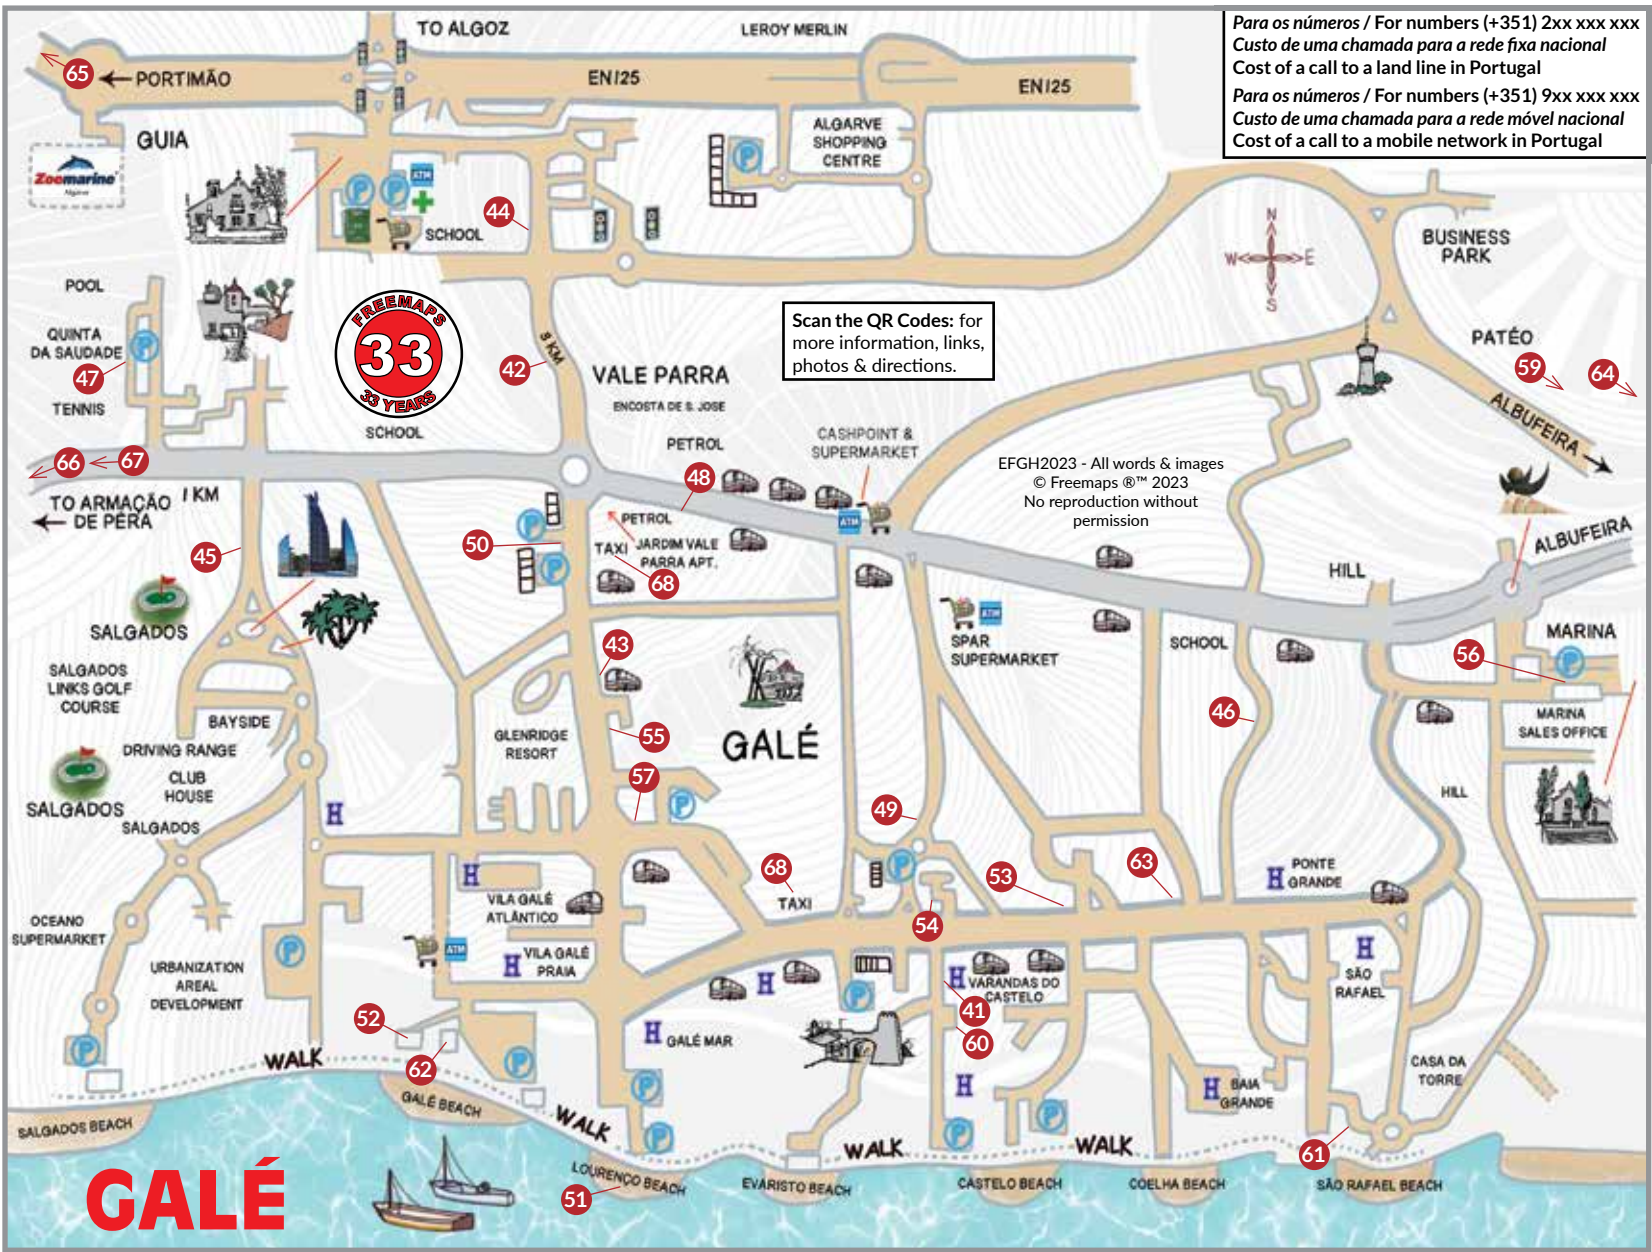 Para os números / For numbers (+351) 2xx xxx xxx
Custo de uma chamada para a rede fixa nacional
Cost of a call to a land line in Portugal
Para os números / For numbers (+351) 9xx xxx xxx
Custo de uma chamada para a rede móvel nacional
Cost of a call to a mobile network in Portugal
TO ALGOZ
LEROY MERLIN
65
PORTIMÃO
EN125
EN125
GUIA
ALGARVE
SHOPPING
CENTRE
P
Zoomarine
Algarve
P
P
ATM
44
SCHOOL
N
W
E
S
BUSINESS
PARK
POOL
QUINTA
DA SAUDADE
P
47
TENNIS
FREEMAPS
33
33 YEARS
SCHOOL
3 KM
42
VALE PARRA
ENCOSTA DE S. JOSE
Scan the QR Codes: for
more information, links,
photos & directions.
PATÉO
59
64
ALBUFEIRA
PETROL
CASHPOINT &
SUPERMARKET
EFGH2023 - All words & images
© Freemaps ®™ 2023
No reproduction without
permission
66
67
TO ARMAÇÃO
DE PÊRA
1 KM
48
ATM
P
PETROL
50
TAXI
JARDIM VALE
PARRA APT.
P
68
45
ALBUFEIRA
HILL
SALGADOS
ATM
SPAR
SUPERMARKET
SCHOOL
MARINA
P
56
43
SALGADOS
LINKS GOLF
COURSE
BAYSIDE
GLENRIDGE
RESORT
55
GALÉ
46
MARINA
SALES OFFICE
DRIVING RANGE
CLUB
HOUSE
SALGADOS
SALGADOS
57
P
H
49
HILL
68
TAXI
P
53
63
H
PONTE
GRANDE
H
VILA GALÉ
ATLÂNTICO
54
OCEANO
SUPERMARKET
P
ATM
H
VILA GALÉ
PRAIA
H
SÃO
RAFAEL
URBANIZATION
AREAL
DEVELOPMENT
H
P
H
VARANDAS DO
CASTELO
41
52
60
H
GALÉ MAR
P
WALK
62
P
P
H
P
H
BAIA
GRANDE
CASA DA
TORRE
GALÉ BEACH
WALK
P
P
WALK
WALK
61
SALGADOS BEACH
LOURENÇO BEACH
51
EVARISTO BEACH
CASTELO BEACH
COELHA BEACH
SÃO RAFAEL BEACH
GALÉ